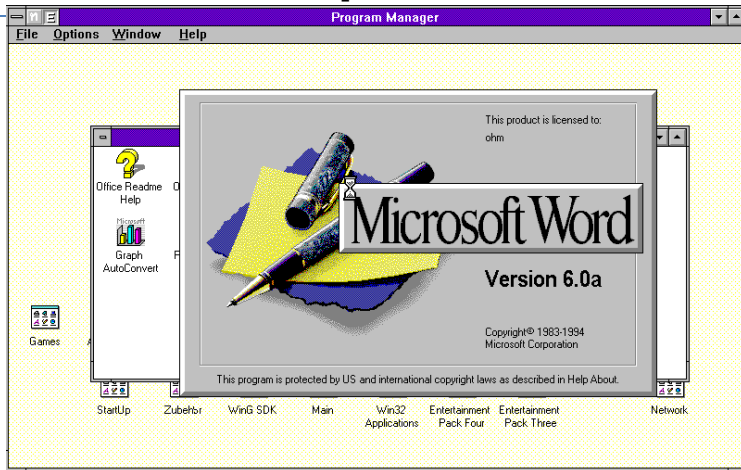 Program Manager
File Options Window Help
This product is licensed to:
ohm
Office Readme
Help
Microsoft
Graph
AutoConvert
Microsoft Word
Version 6.0a
Copyright© 1983-1994
Microsoft Corporation
This program is protected by US and international copyright laws as described in Help About.
Games
StartUp Zubehör WinG SDK Main Win32 Applications Entertainment Pack Four Entertainment Pack Three Network